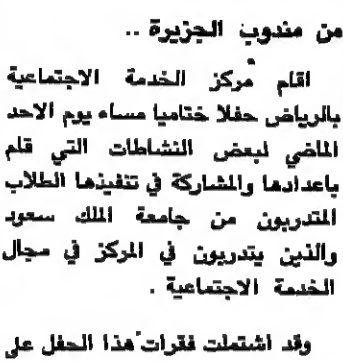 من مندوب الجزيرة ..
اقام مركز الخدمة الاجتماعية
بالرياض حفلا ختاميا مساء يوم الاحد
الماضي لبعض النشاطات التي قام
باعدادها والمشاركة في تنفيذها الطلاب
المتدربون من جامعة الملك سعود
والذين يتدربون في المركز في مجال
الخدمة الاجتماعية .
وقد اشتملت فقرات هذا الحفل على